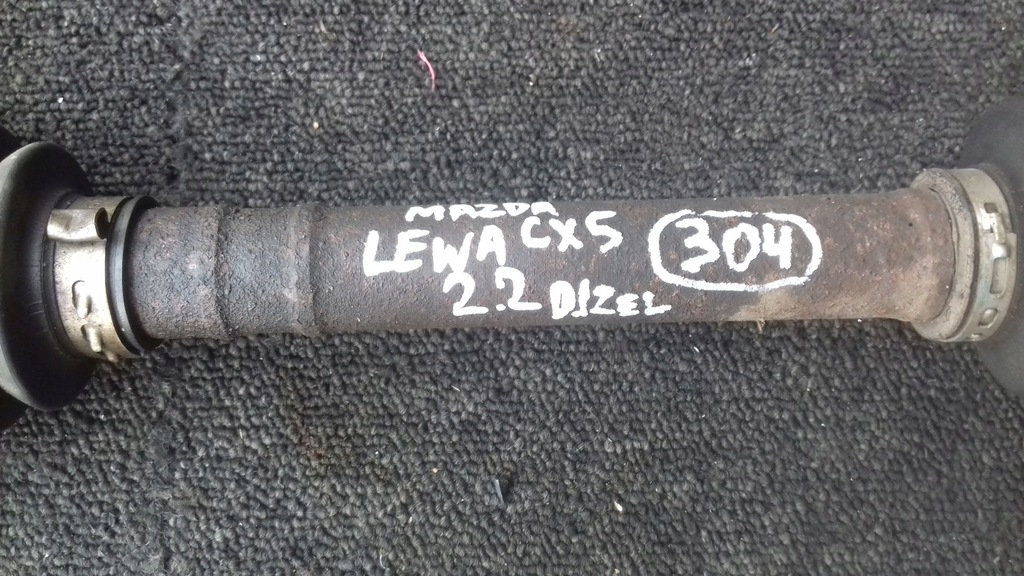 MAZDA
LEWA CX5
2.2 DIZEL
304